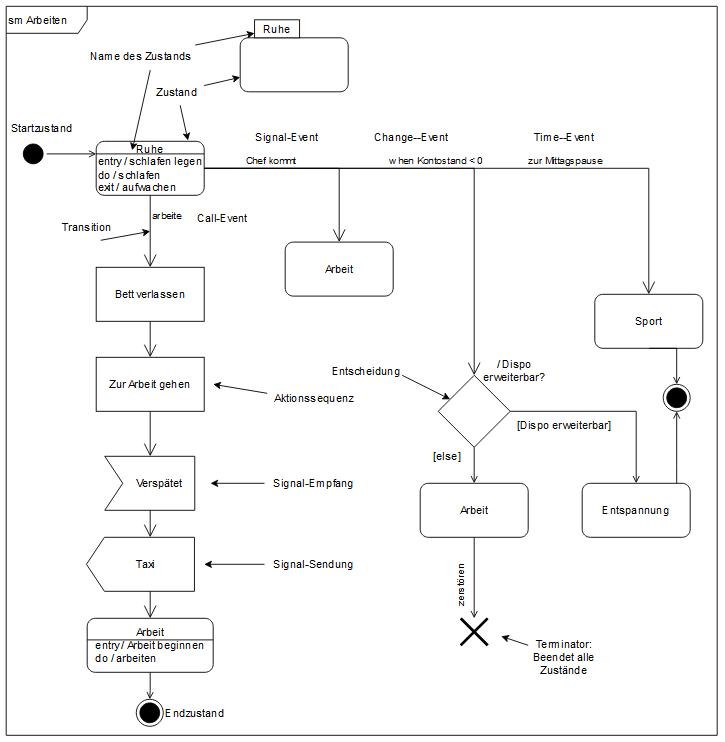 sm Arbeiten
Ruhe
Name des Zustands
Zustand
Startzustand
Signal-Event
Change--Event
Time--Event
Ruhe
entry / schlafen legen
do / schlafen
exit / aufwachen
Chef kommt
when Kontostand < 0
zur Mittagspause
arbeite
Call-Event
Transition
Arbeit
Bett verlassen
Sport
/ Dispo
erweiterbar?
Entscheidung
Zur Arbeit gehen
Aktionssequenz
[Dispo erweiterbar]
[else]
Verspätet
Signal-Empfang
Arbeit
Entspannung
Taxi
Signal-Sendung
zerstören
Arbeit
entry / Arbeit beginnen
do / arbeiten
Terminator:
Beendet alle
Zustände
Endzustand